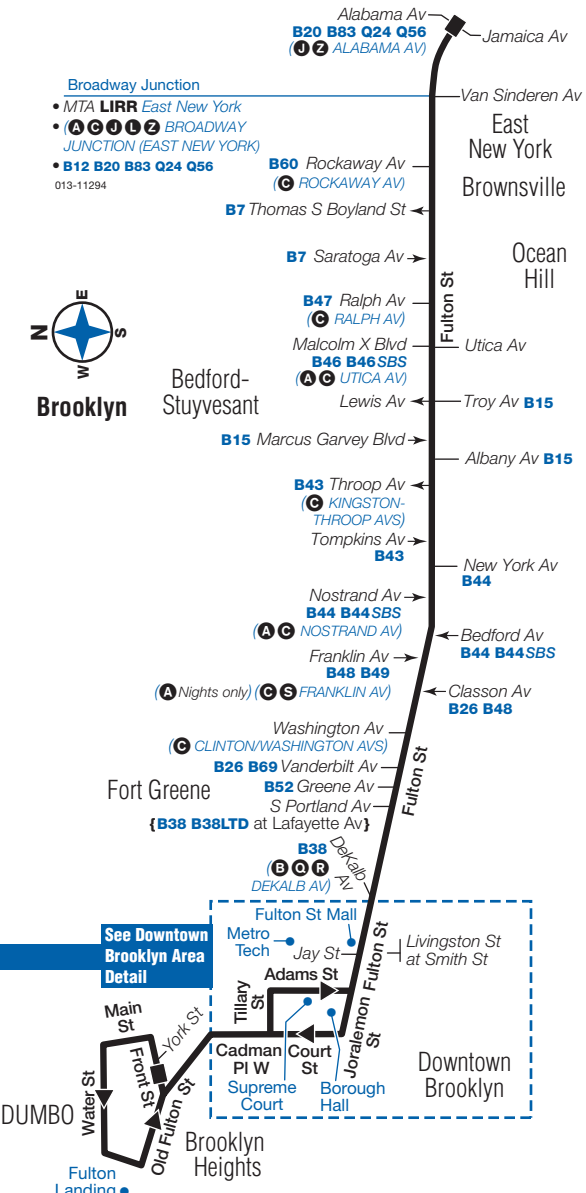 Alabama Av
B20 B83 Q24 Q56
(J Z ALABAMA AV)
Jamaica Av
Broadway Junction
• MTA LIRR East New York
• (A C J L Z BROADWAY
JUNCTION (EAST NEW YORK)
• B12 B20 B83 Q24 Q56
013-11294
Van Sinderen Av
East
New York
B60 Rockaway Av
(C ROCKAWAY AV)
Brownsville
B7 Thomas S Boyland St
B7 Saratoga Av
Ocean
Hill
Fulton St
B47 Ralph Av
(C RALPH AV)
N
E
S
W
Brooklyn
Malcolm X Blvd
B46 B46SBS
(A C UTICA AV)
Utica Av
Bedford-
Stuyvesant
Lewis Av
Troy Av B15
B15 Marcus Garvey Blvd
Albany Av B15
B43 Throop Av
(C KINGSTON-
THROOP AVS)
Tompkins Av
B43
New York Av
B44
Nostrand Av
B44 B44SBS
(A C NOSTRAND AV)
Bedford Av
B44 B44SBS
Franklin Av
B48 B49
(A Nights only) (C S FRANKLIN AV)
Classon Av
B26 B48
Washington Av
(C CLINTON/WASHINGTON AVS)
B26 B69 Vanderbilt Av
B52 Greene Av
S Portland Av
{B38 B38LTD at Lafayette Av}
Fort Greene
Fulton St
B38
(B Q R
DEKALB AV)
DeKalb
Av
See Downtown
Brooklyn Area
Detail
Fulton St Mall
Metro
Tech
Jay St
Livingston St
at Smith St
Fulton St
Adams St
Tillary
St
Joralemon
St
Cadman
Pl W
Court
St
Supreme
Court
Borough
Hall
Downtown
Brooklyn
Main
St
York St
Front St
Water St
Old Fulton St
DUMBO
Brooklyn
Heights
Fulton
Landing